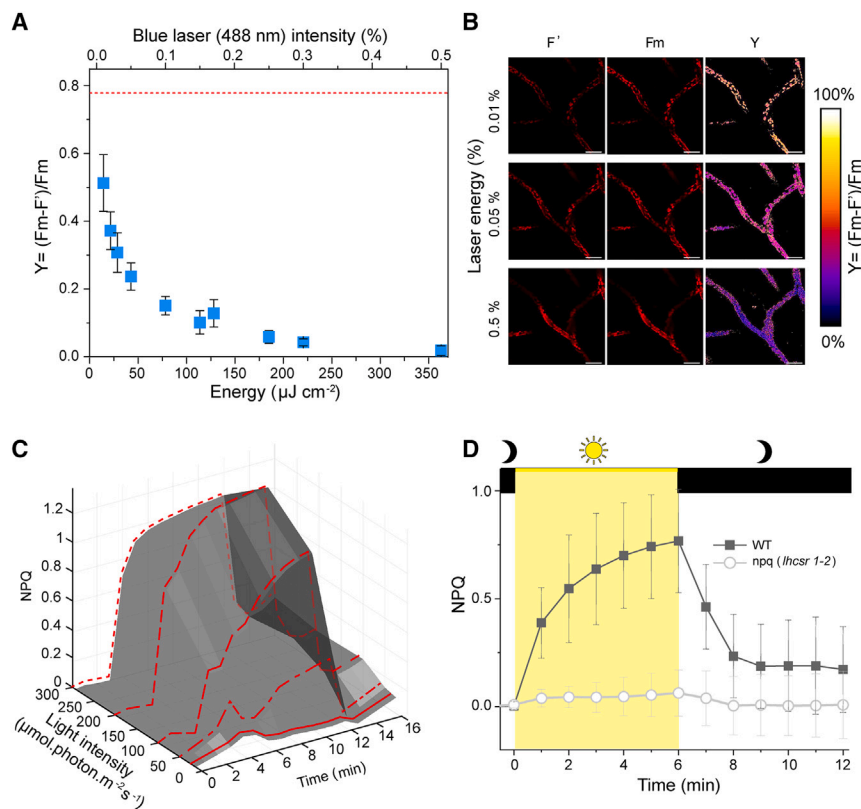 A
Blue laser (488 nm) intensity (%)
0.0 0.1 0.2 0.3 0.4 0.5
0.8
0.6
0.4
0.2
0.0
Y= (Fm-F')/Fm
0 50 100 150 200 250 300 350
Energy (µJ cm⁻²)
B
F' Fm Y
0.01 %
0.05 %
0.5 %
Laser energy (%)
100%
0%
Y= (Fm-F')/Fm
C
1.2
1
0.8
0.6
0.4
0.2
0
NPQ
300
250
200
150
100
50
0
Light intensity
(µmol.photon.m⁻²s⁻¹)
0 2 4 6 8 10 12 14 16
Time (min)
D
1.0
0.5
0.0
NPQ
WT
npq (lhcsr 1-2)
0 2 4 6 8 10 12
Time (min)